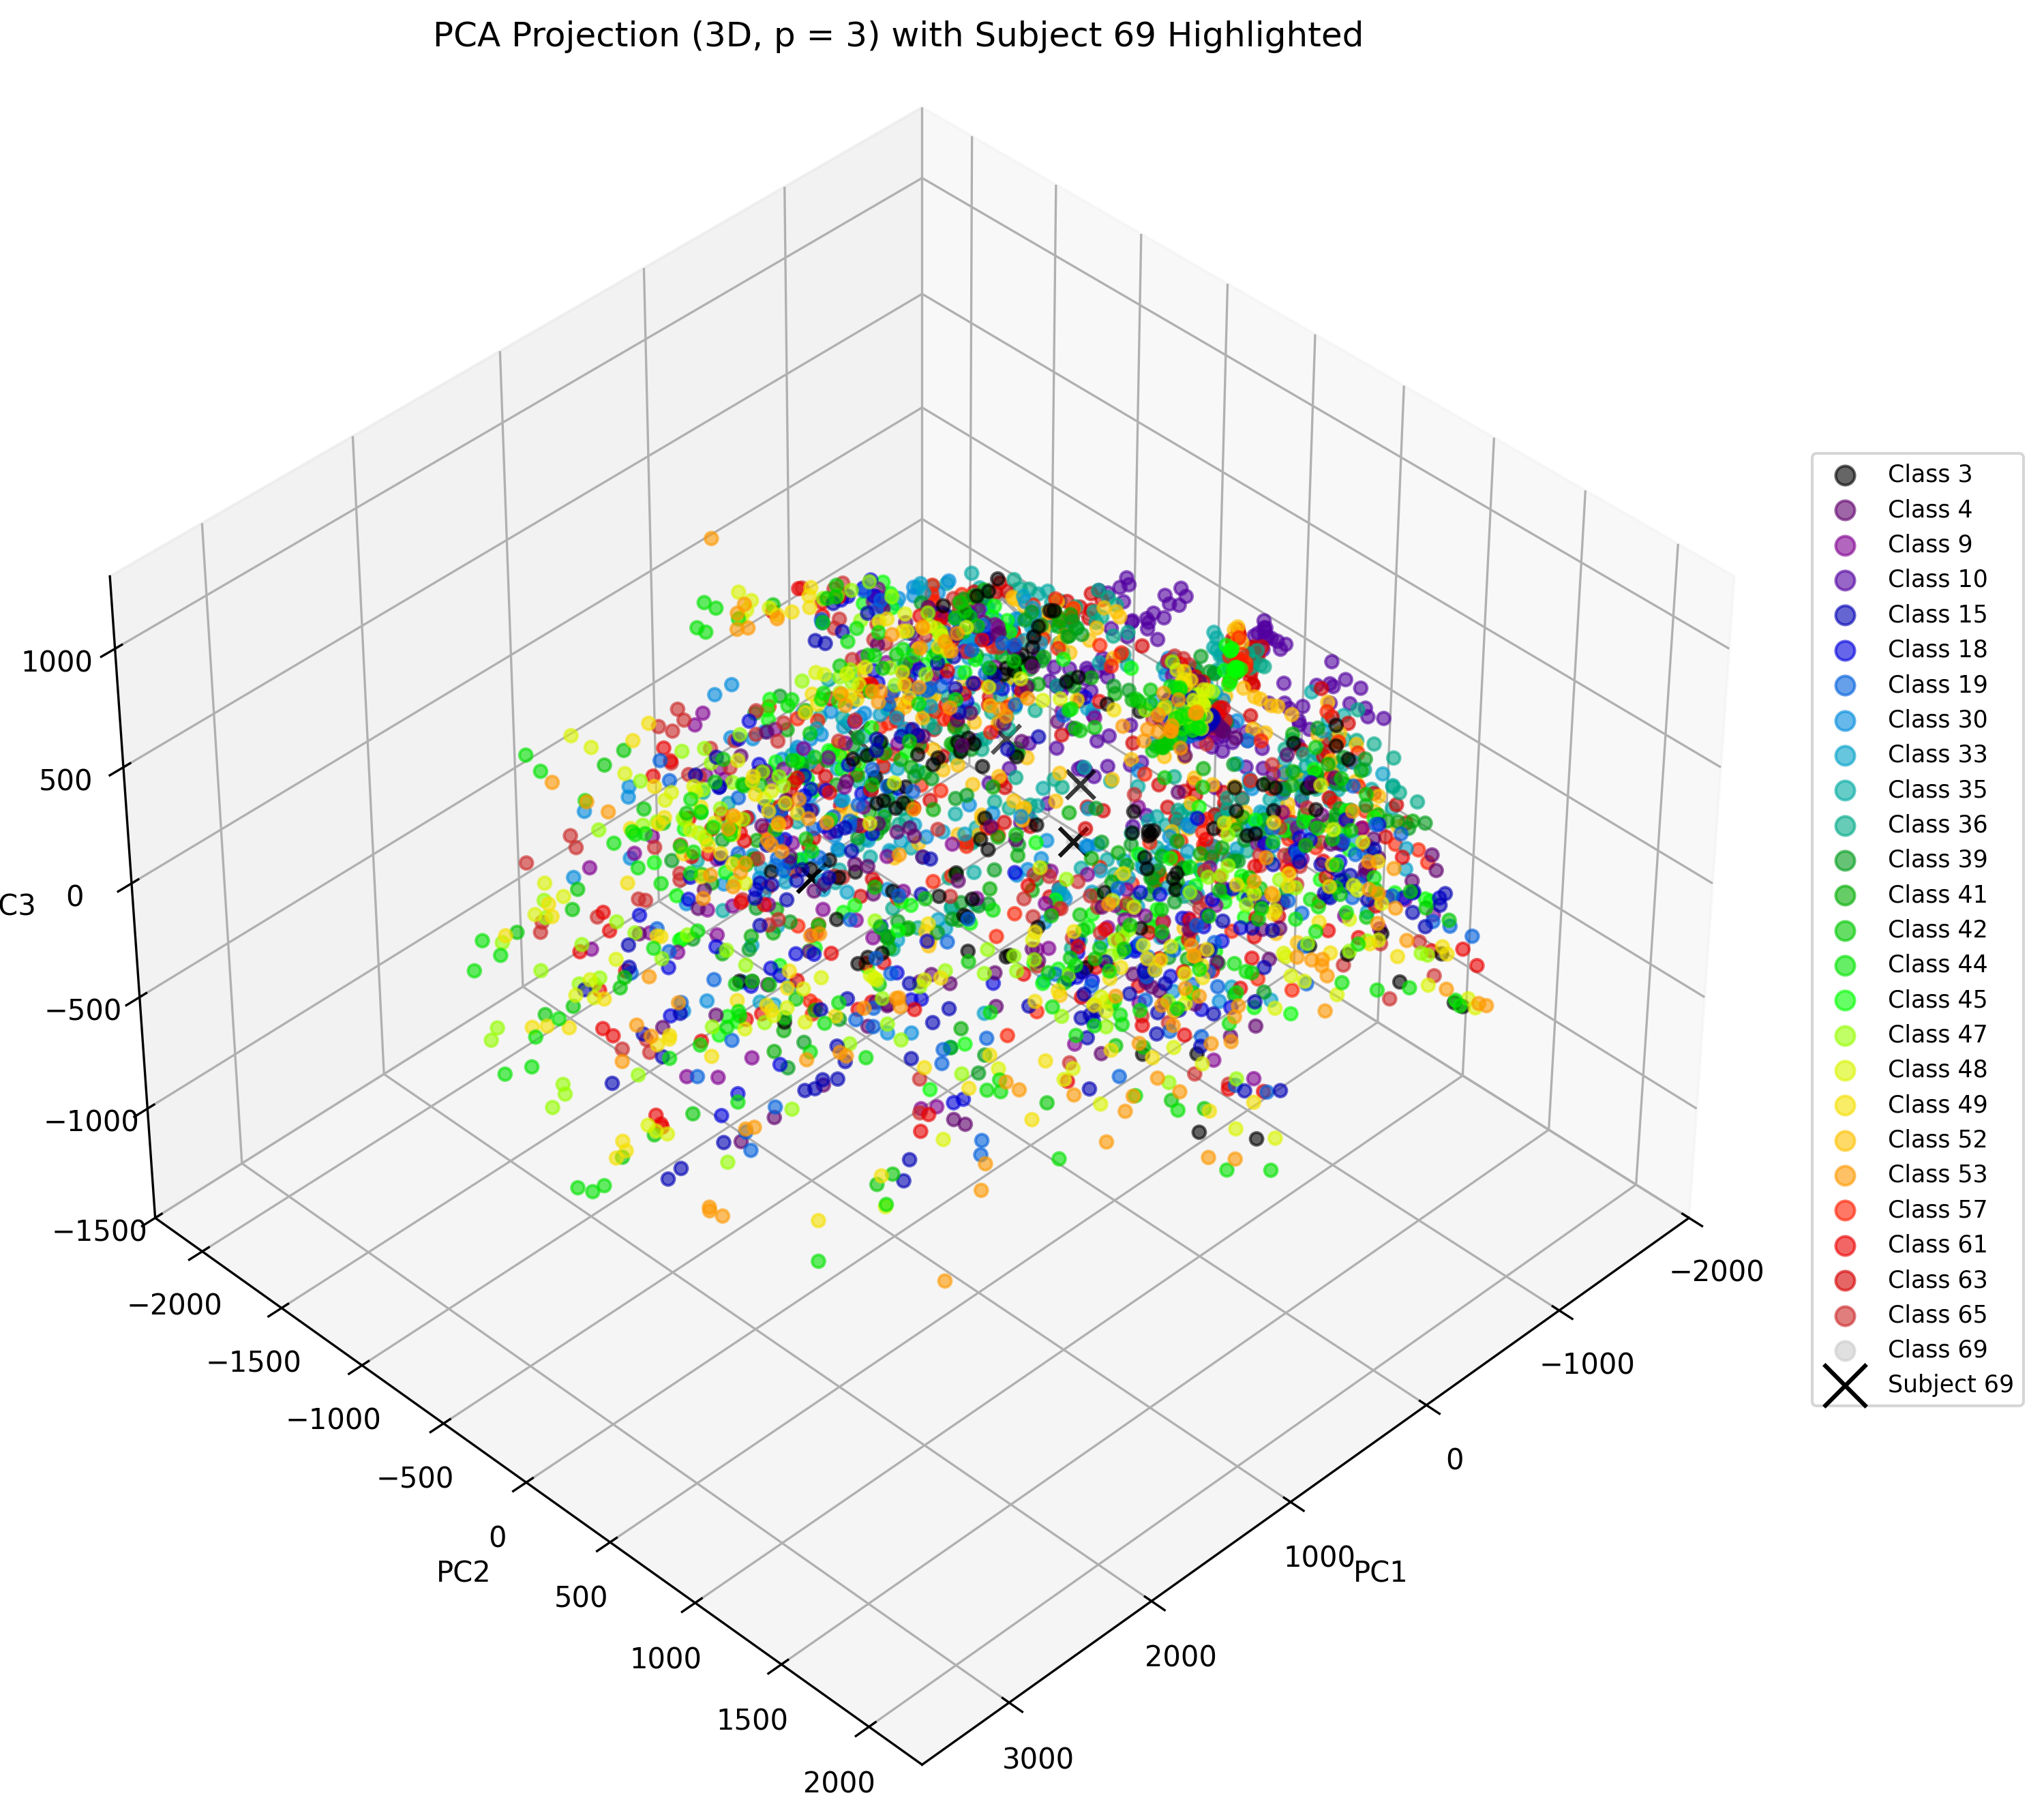 PCA Projection (3D, p = 3) with Subject 69 Highlighted
1000
500
0
−500
−1000
−1500
C3
−2000
−1500
−1000
−500
0
500
1000
1500
2000
PC2
−2000
−1000
0
1000
2000
3000
PC1
Class 3
Class 4
Class 9
Class 10
Class 15
Class 18
Class 19
Class 30
Class 33
Class 35
Class 36
Class 39
Class 41
Class 42
Class 44
Class 45
Class 47
Class 48
Class 49
Class 52
Class 53
Class 57
Class 61
Class 63
Class 65
Class 69
Subject 69